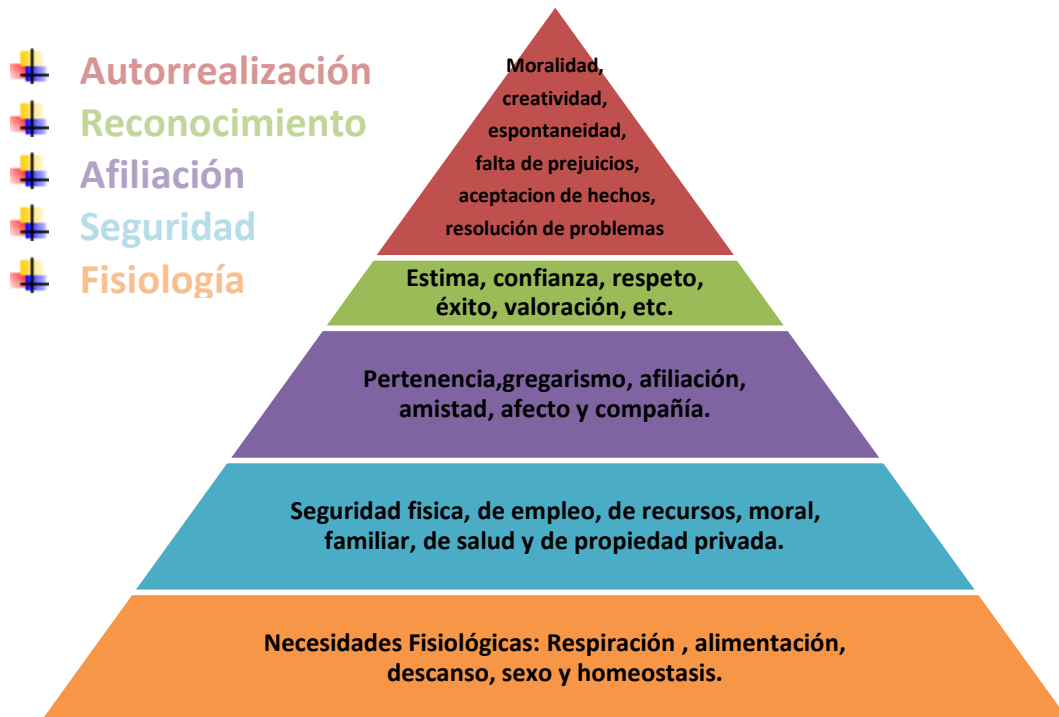 Autorrealización
Reconocimiento
Afiliación
Seguridad
Fisiología
Moralidad,
creatividad,
espontaneidad,
falta de prejuicios,
aceptacion de hechos,
resolución de problemas
Estima, confianza, respeto,
éxito, valoración, etc.
Pertenencia,gregarismo, afiliación,
amistad, afecto y compañía.
Seguridad fisica, de empleo, de recursos, moral,
familiar, de salud y de propiedad privada.
Necesidades Fisiológicas: Respiración , alimentación,
descanso, sexo y homeostasis.